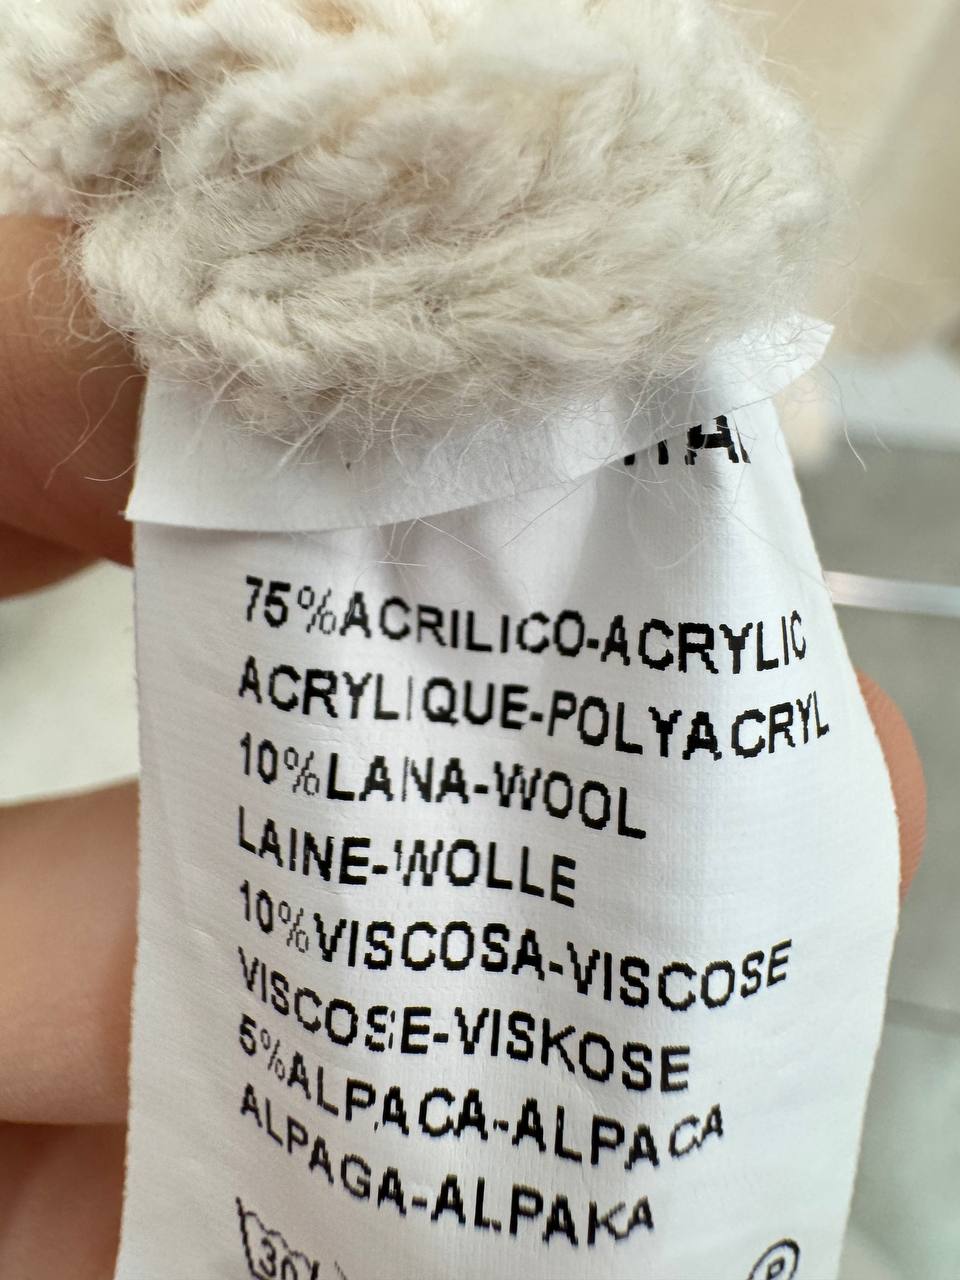 75%ACRILICO-ACRYLIC
ACRYLIQUE-POLYACRYL
10%LANA-WOOL
LAINE-WOLLE
10%VISCOSA-VISCOSE
VISCOSE-VISKOSE
5%ALPACA-ALPACA
ALPAGA-ALPAKA
30 P